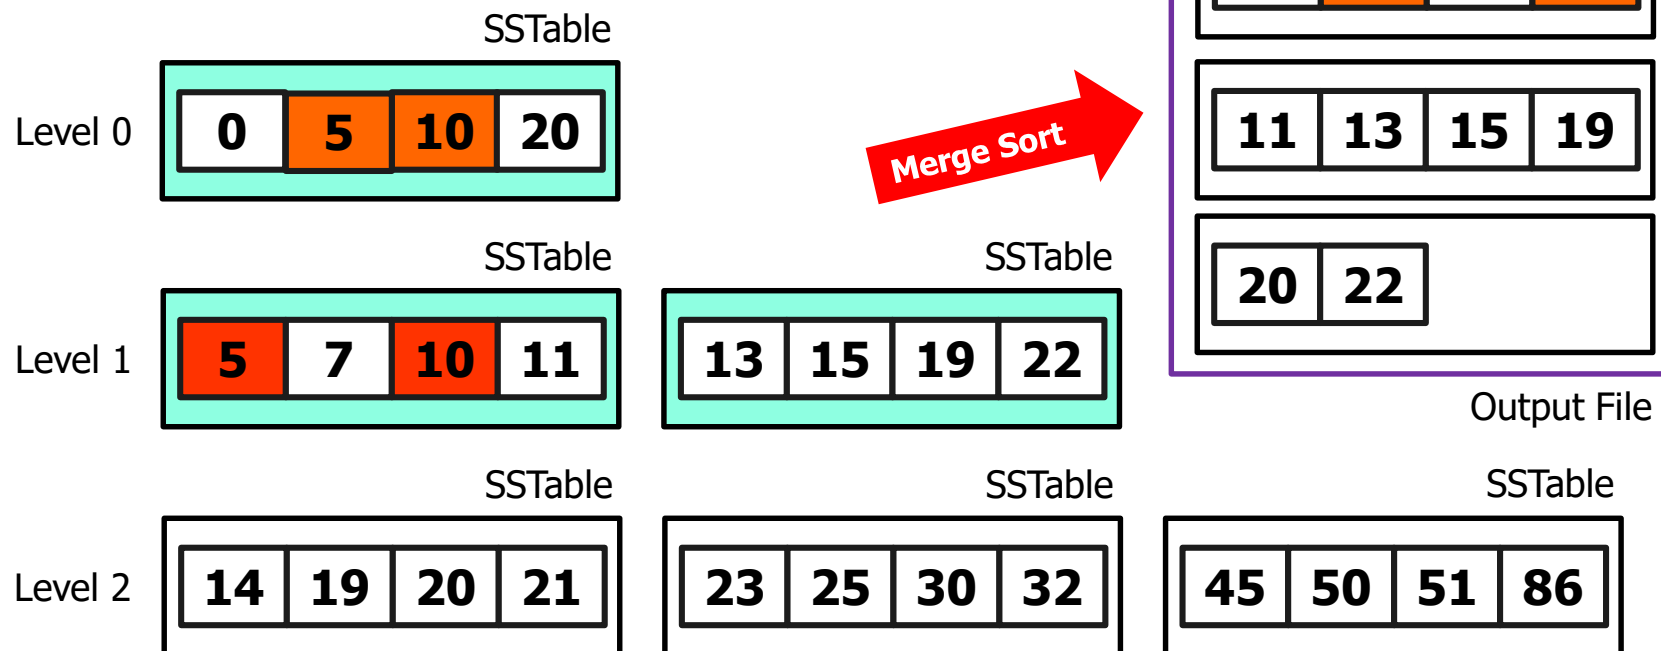 SSTable
Level 0
0 5 10 20
Merge Sort
11 13 15 19
20 22
Output File
SSTable SSTable
Level 1
5 7 10 11
13 15 19 22
SSTable SSTable SSTable
Level 2
14 19 20 21
23 25 30 32
45 50 51 86